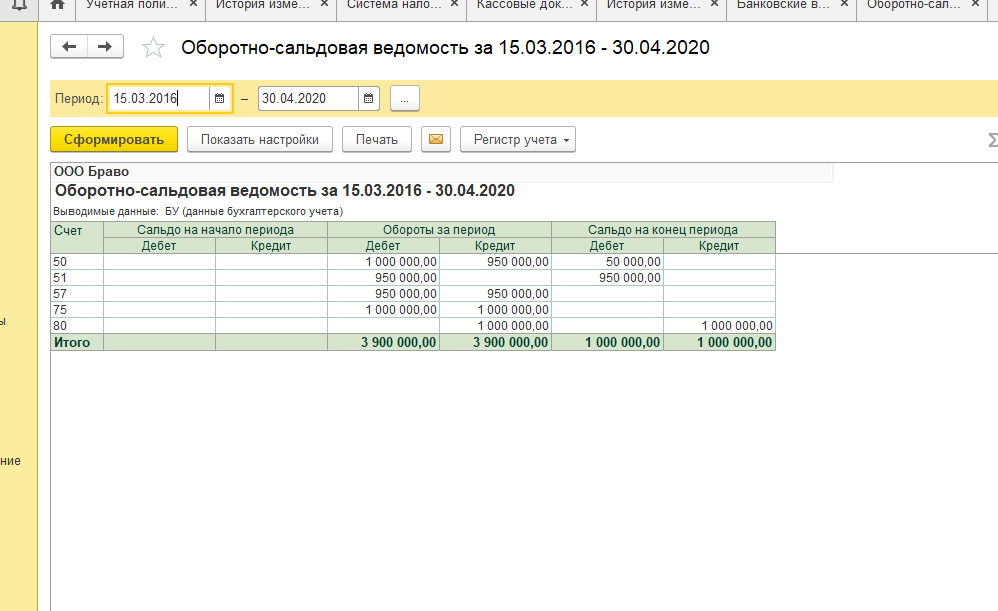 Учетная поли... × История изме... × Система нало... × Кассовые док... × История изме... × Банковские в... × Оборотно-сал... ×
Оборотно-сальдовая ведомость за 15.03.2016 - 30.04.2020
Период: 15.03.2016 – 30.04.2020 ...
Сформировать Показать настройки Печать Регистр учета Σ
ООО Браво
Оборотно-сальдовая ведомость за 15.03.2016 - 30.04.2020
Выводимые данные: БУ (данные бухгалтерского учета)
Счет Сальдо на начало периода Обороты за период Сальдо на конец периода
Дебет Кредит Дебет Кредит Дебет Кредит
50 1 000 000,00 950 000,00 50 000,00
51 950 000,00 950 000,00
57 950 000,00 950 000,00
75 1 000 000,00 1 000 000,00
80 1 000 000,00 1 000 000,00
Итого 3 900 000,00 3 900 000,00 1 000 000,00 1 000 000,00
ы
ние